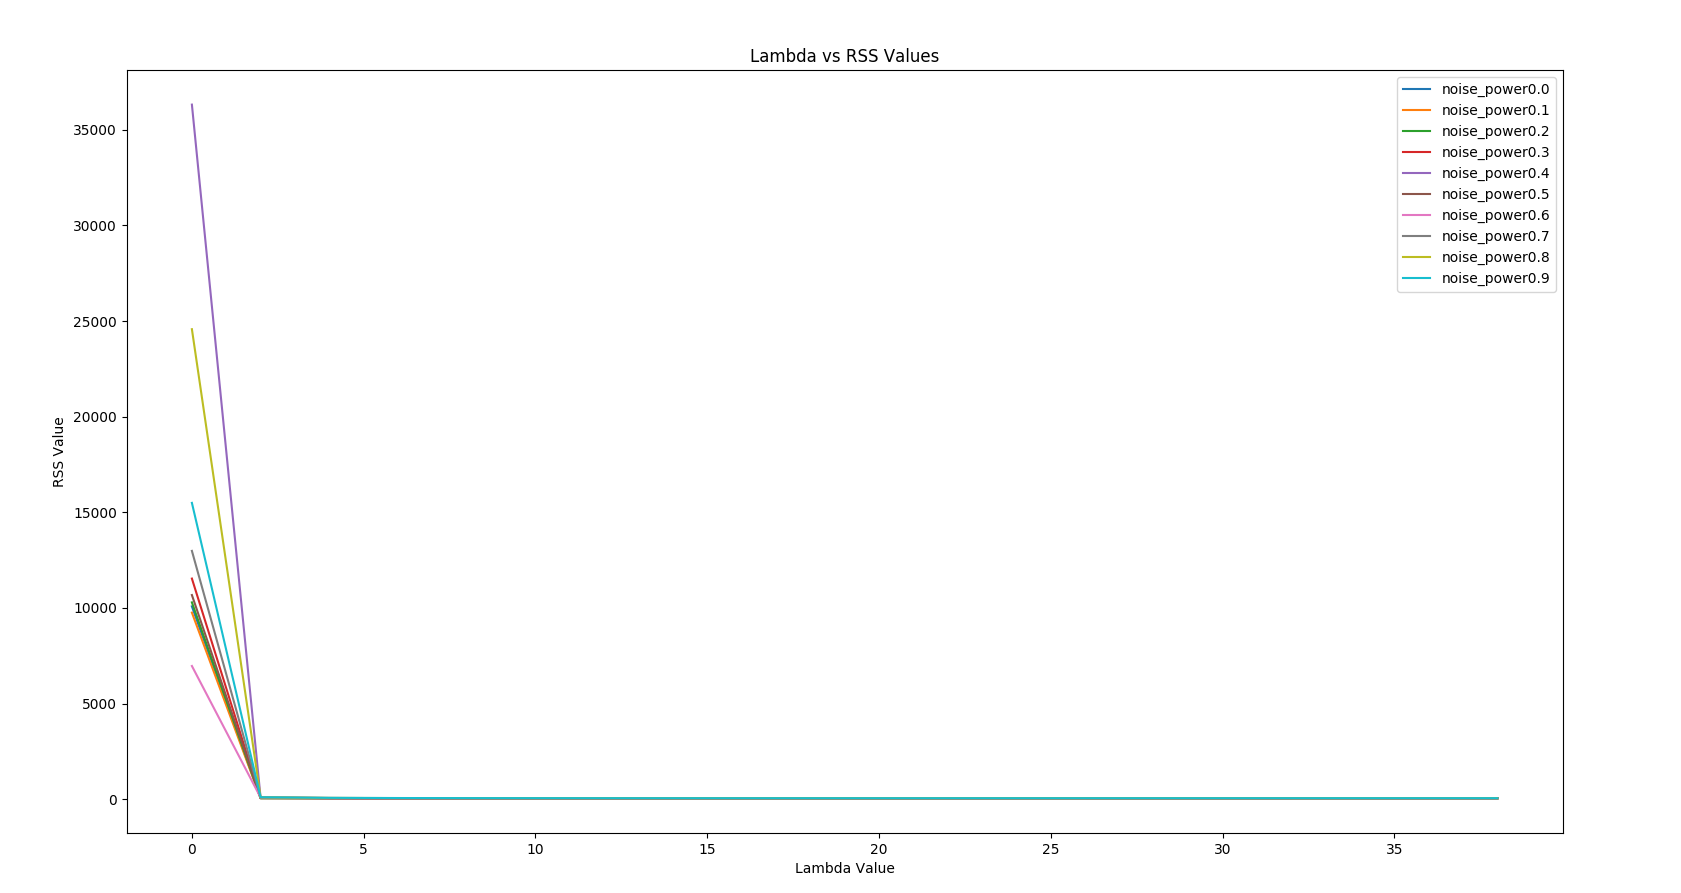 Lambda vs RSS Values
noise_power0.0
noise_power0.1
noise_power0.2
noise_power0.3
noise_power0.4
noise_power0.5
noise_power0.6
noise_power0.7
noise_power0.8
noise_power0.9
RSS Value
35000
30000
25000
20000
15000
10000
5000
0
0 5 10 15 20 25 30 35
Lambda Value